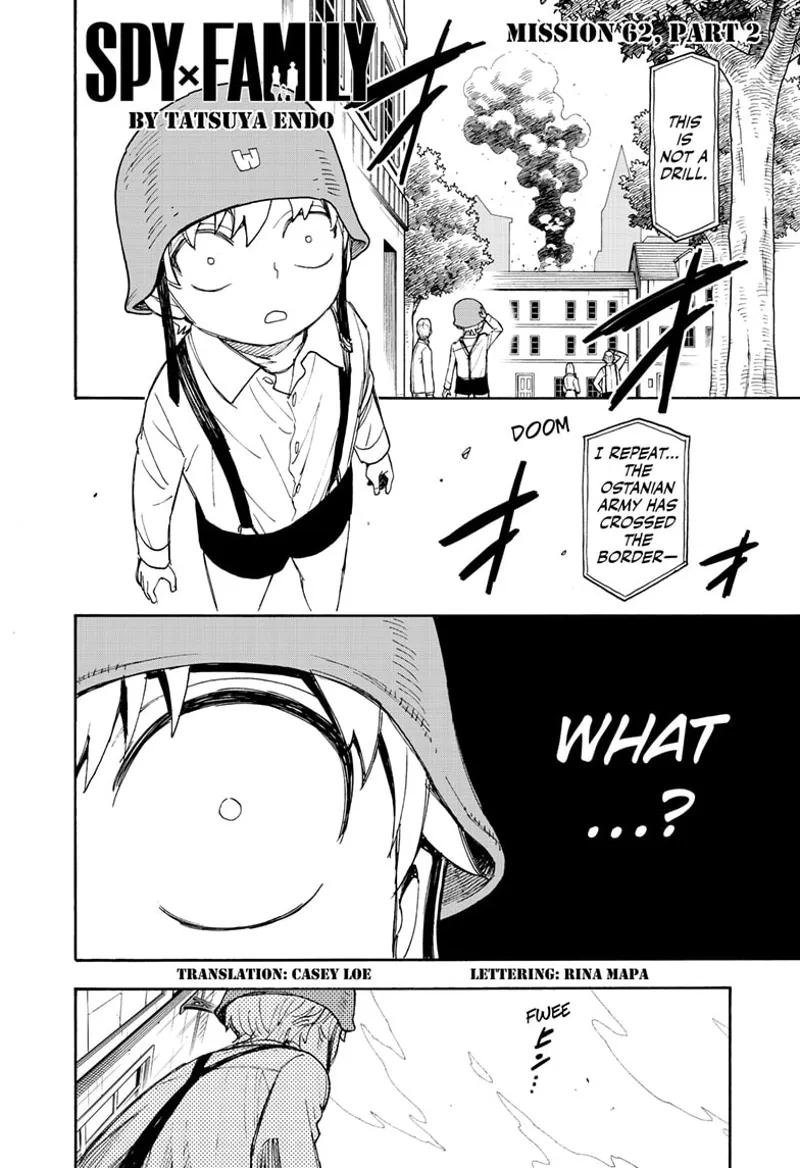 SPY×FAMILY
BY TATSUYA ENDO
MISSION 62, PART 2
W
THIS
IS
NOT A
DRILL.
DOOM
I REPEAT...
THE
OSTANIAN
ARMY HAS
CROSSED
THE
BORDER—
WHAT
...?
TRANSLATION: CASEY LOE
LETTERING: RINA MAPA
FWEE
ヒン…